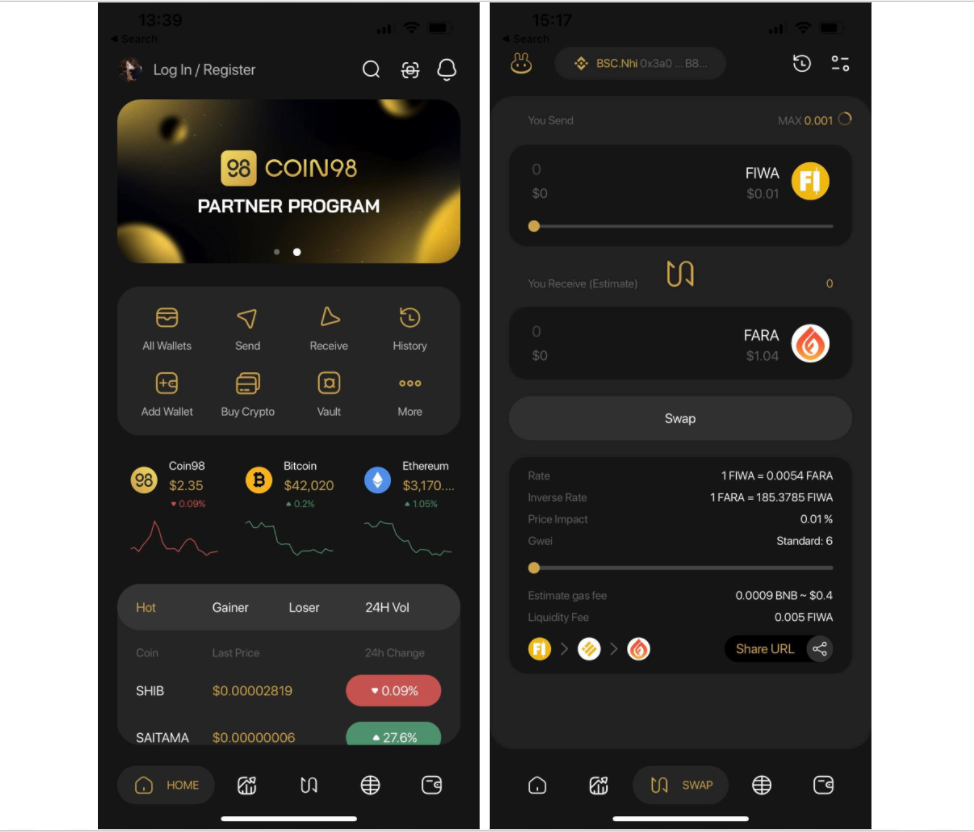 13:39
◂ Search
Log In / Register
98 COIN98
PARTNER PROGRAM
All Wallets
Send
Receive
History
Add Wallet
Buy Crypto
Vault
More
98 Coin98
$2.35
▾ 0.09%
Bitcoin
$42,020
▴ 0.2%
Ethereum
$3,170....
▴ 1.05%
Hot Gainer Loser 24H Vol
Coin Last Price 24h Change
SHIB $0.00002819 ▾ 0.09%
SAITAMA $0.00000006 ▴ 27.6%
HOME
15:17
◂ Search
BSC.Nhi 0x3a0 ... B8...
You Send MAX 0.001
0 FIWA FI
$0 $0.01
You Receive (Estimate) 0
0 FARA
$0 $1.04
Swap
Rate 1 FIWA = 0.0054 FARA
Inverse Rate 1 FARA = 185.3785 FIWA
Price Impact 0.01%
Gwei Standard: 6
Estimate gas fee 0.0009 BNB ~ $0.4
Liquidity Fee 0.005 FIWA
FI > > Share URL
SWAP